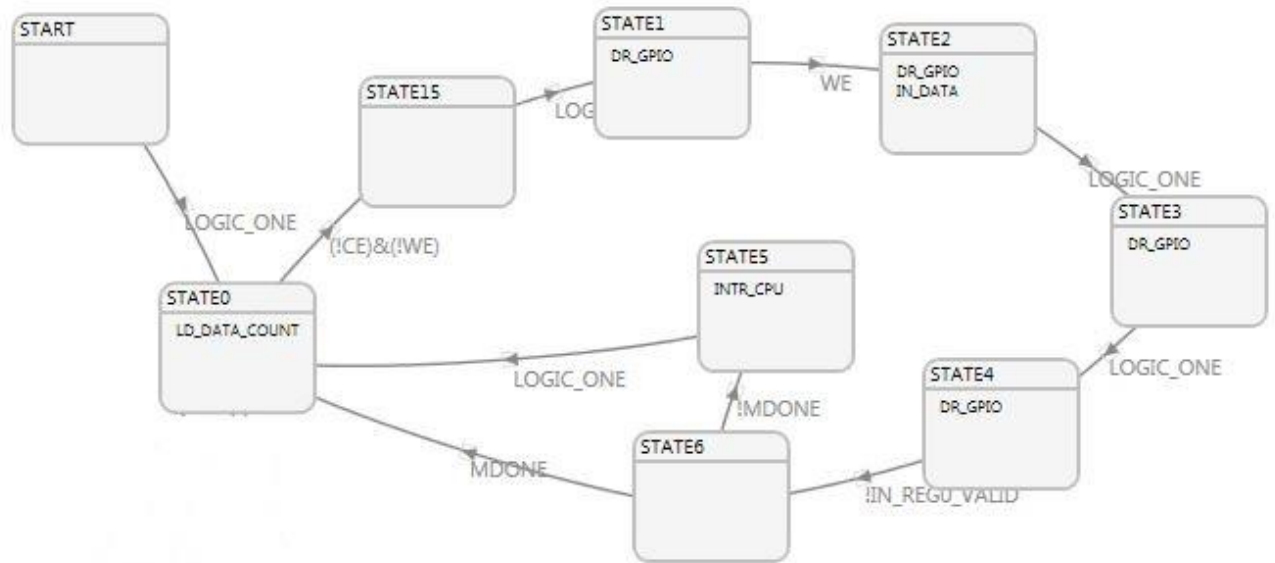 START
STATE1
DR_GPIO
STATE2
DR_GPIO
IN_DATA
WE
STATE15
LOG
LOGIC_ONE
LOGIC_ONE
STATE3
DR_GPIO
(!CE)&(!WE)
STATE5
INTR_CPU
STATE0
LD_DATA_COUNT
LOGIC_ONE
LOGIC_ONE
STATE4
DR_GPIO
!MDONE
STATE6
MDONE
!IN_REG0_VALID